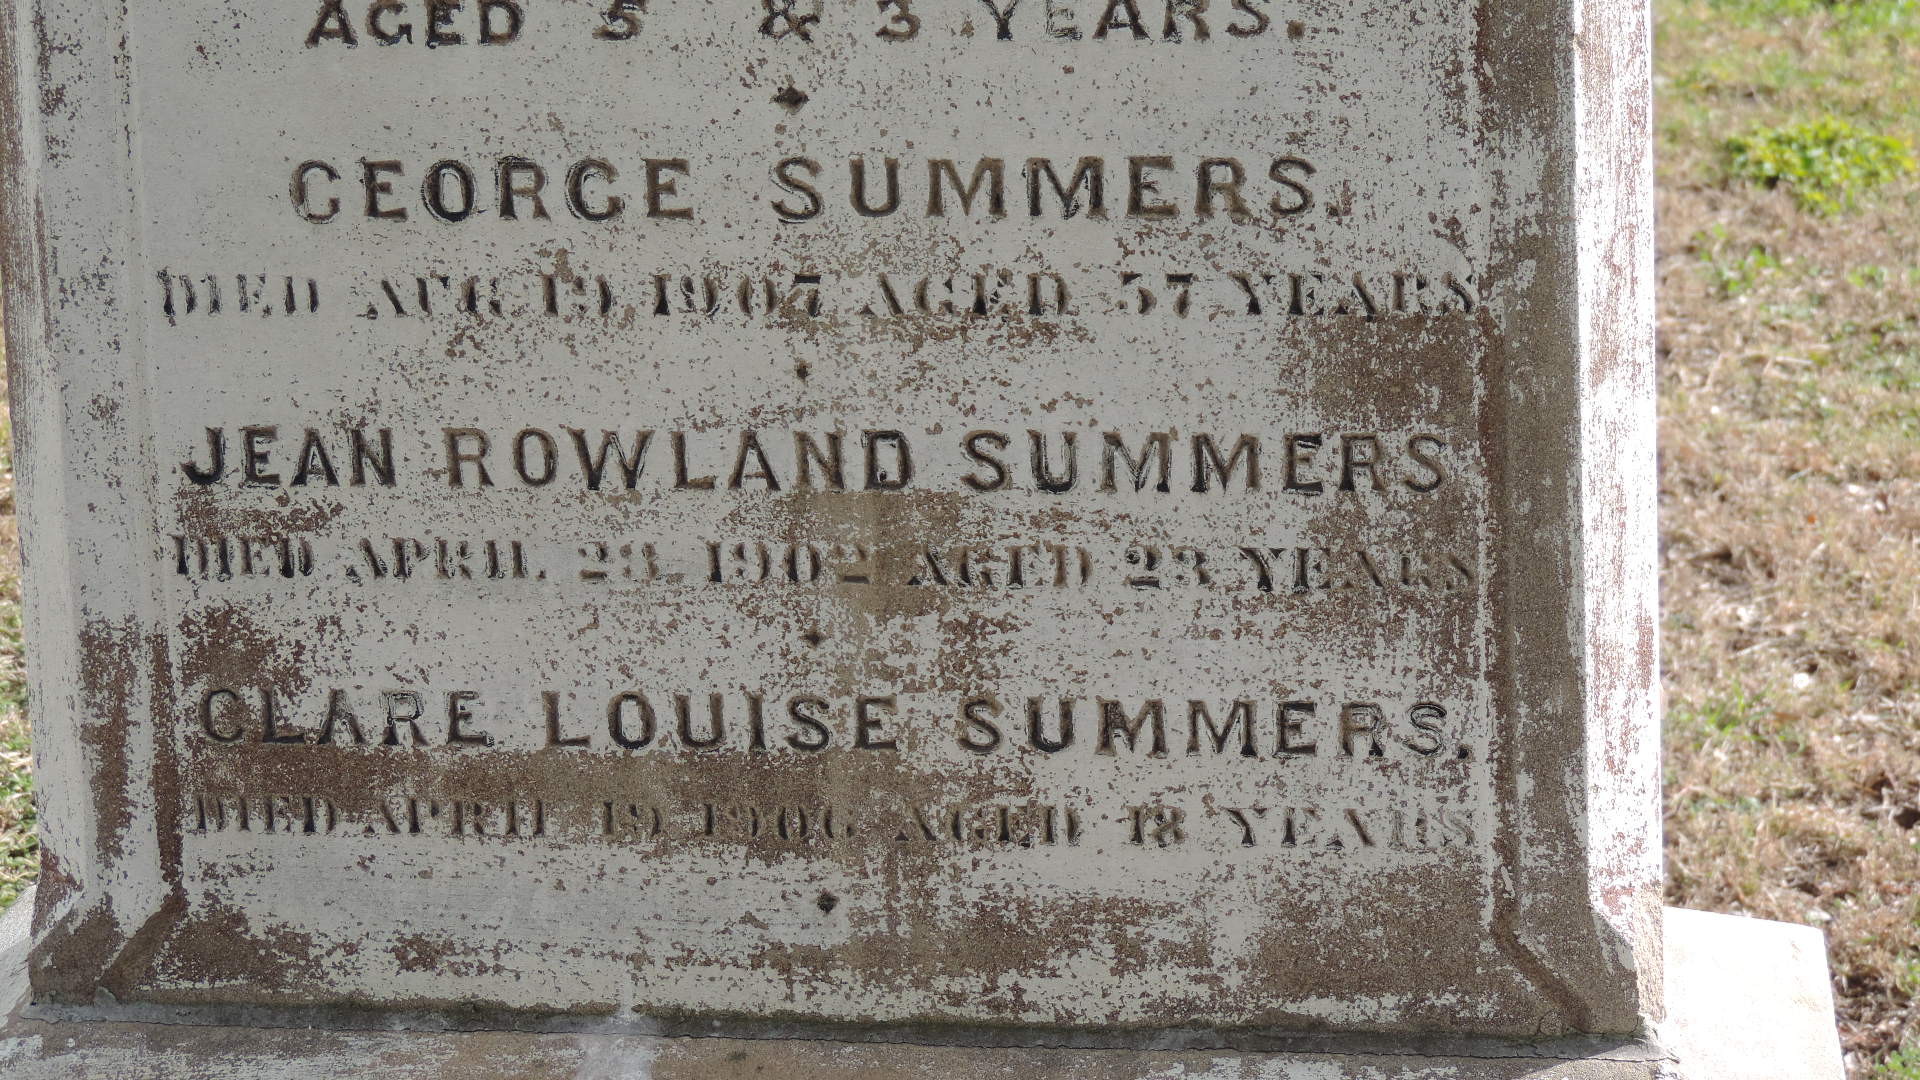 AGED 5 & 3 YEARS.
GEORGE SUMMERS.
DIED AUG 19, 1907 AGED 57 YEARS
JEAN ROWLAND SUMMERS
DIED APRIL 28, 1902 AGED 23 YEARS
CLARE LOUISE SUMMERS.
DIED APRIL 19, 1906 AGED 18 YEARS